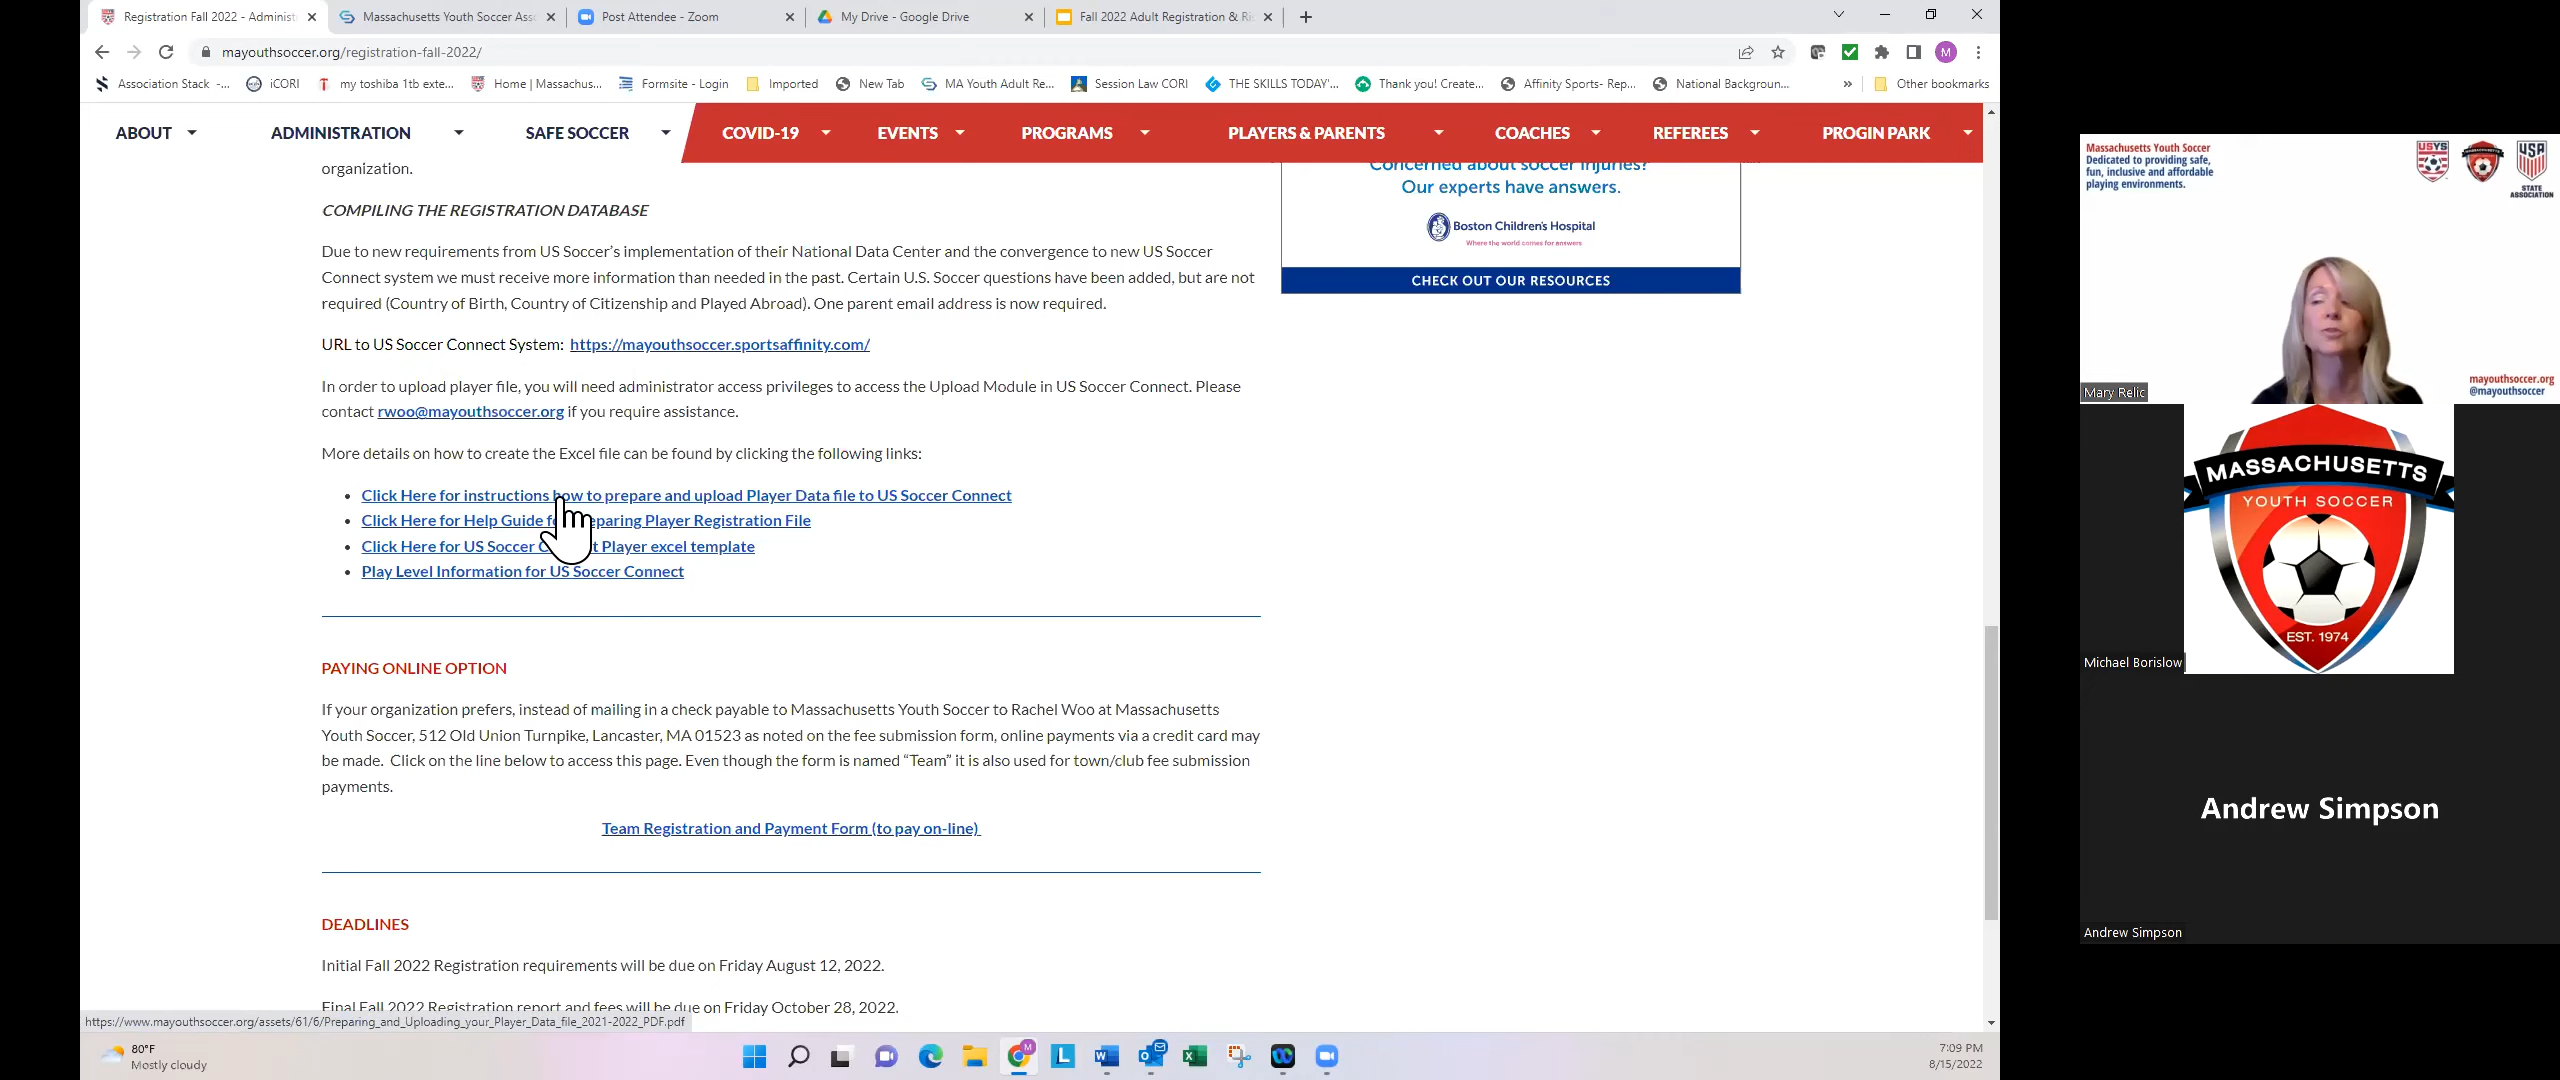 Registration Fall 2022 - Administ
Massachusetts Youth Soccer Ass
Post Attendee - Zoom
My Drive - Google Drive
Fall 2022 Adult Registration & Ri
mayouthsoccer.org/registration-fall-2022/
M
Association Stack -...
iCORI
my toshiba 1tb exte...
Home | Massachus...
Formsite - Login
Imported
New Tab
MA Youth Adult Re...
Session Law CORI
THE SKILLS TODAY'...
Thank you! Create...
Affinity Sports- Rep...
National Backgroun...
»
Other bookmarks
ABOUT
ADMINISTRATION
SAFE SOCCER
COVID-19
EVENTS
PROGRAMS
PLAYERS & PARENTS
COACHES
REFEREES
PROGIN PARK
organization.
COMPILING THE REGISTRATION DATABASE
Due to new requirements from US Soccer's implementation of their National Data Center and the convergence to new US Soccer
Connect system we must receive more information than needed in the past. Certain U.S. Soccer questions have been added, but are not
required (Country of Birth, Country of Citizenship and Played Abroad). One parent email address is now required.
URL to US Soccer Connect System: https://mayouthsoccer.sportsaffinity.com/
In order to upload player file, you will need administrator access privileges to access the Upload Module in US Soccer Connect. Please
contact rwoo@mayouthsoccer.org if you require assistance.
More details on how to create the Excel file can be found by clicking the following links:
• Click Here for instructions how to prepare and upload Player Data file to US Soccer Connect
• Click Here for Help Guide f eparing Player Registration File
• Click Here for US Soccer C t Player excel template
• Play Level Information for US Soccer Connect
PAYING ONLINE OPTION
If your organization prefers, instead of mailing in a check payable to Massachusetts Youth Soccer to Rachel Woo at Massachusetts
Youth Soccer, 512 Old Union Turnpike, Lancaster, MA 01523 as noted on the fee submission form, online payments via a credit card may
be made. Click on the line below to access this page. Even though the form is named “Team” it is also used for town/club fee submission
payments.
Team Registration and Payment Form (to pay on-line)
DEADLINES
Initial Fall 2022 Registration requirements will be due on Friday August 12, 2022.
Final Fall 2022 Registration report and fees will be due on Friday October 28, 2022.
https://www.mayouthsoccer.org/assets/61/6/Preparing_and_Uploading_your_Player_Data_file_2021-2022_PDF.pdf
Concerned about soccer injuries?
Our experts have answers.
Boston Children's Hospital
Where the world comes for answers
CHECK OUT OUR RESOURCES
80°F
Mostly cloudy
7:09 PM
8/15/2022
Massachusetts Youth Soccer
Dedicated to providing safe,
fun, inclusive and affordable
playing environments.
USYS
USA
STATE
ASSOCIATION
mayouthsoccer.org
@mayouthsoccer
Mary Relic
MASSACHUSETTS
YOUTH SOCCER
EST. 1974
Michael Borislow
Andrew Simpson
Andrew Simpson